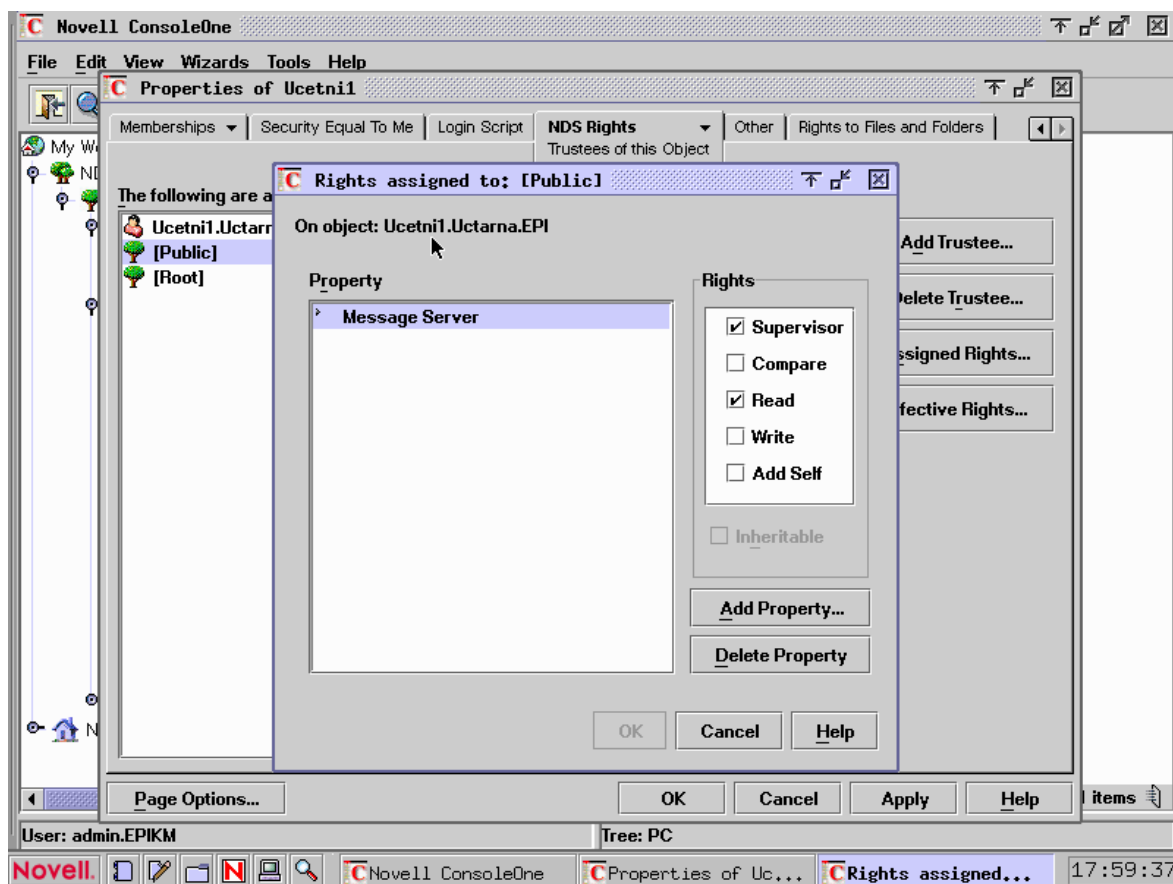 Novell ConsoleOne
File Edit View Wizards Tools Help
Properties of Ucetni1
Memberships Security Equal To Me Login Script NDS Rights Other Rights to Files and Folders
Trustees of this Object
My
The following are a
Ucetni1.Uctarr
[Public]
[Root]
Add Trustee...
Delete Trustee...
ssigned Rights...
fective Rights...
Rights assigned to: [Public]
On object: Ucetni1.Uctarna.EPI
Property
Message Server
Rights
Supervisor
Compare
Read
Write
Add Self
Inheritable
Add Property...
Delete Property
OK Cancel Help
Page Options... OK Cancel Apply Help
items
User: admin.EPIKM Tree: PC
Novell. N Novell ConsoleOne Properties of Uc... Rights assigned... 17:59:37